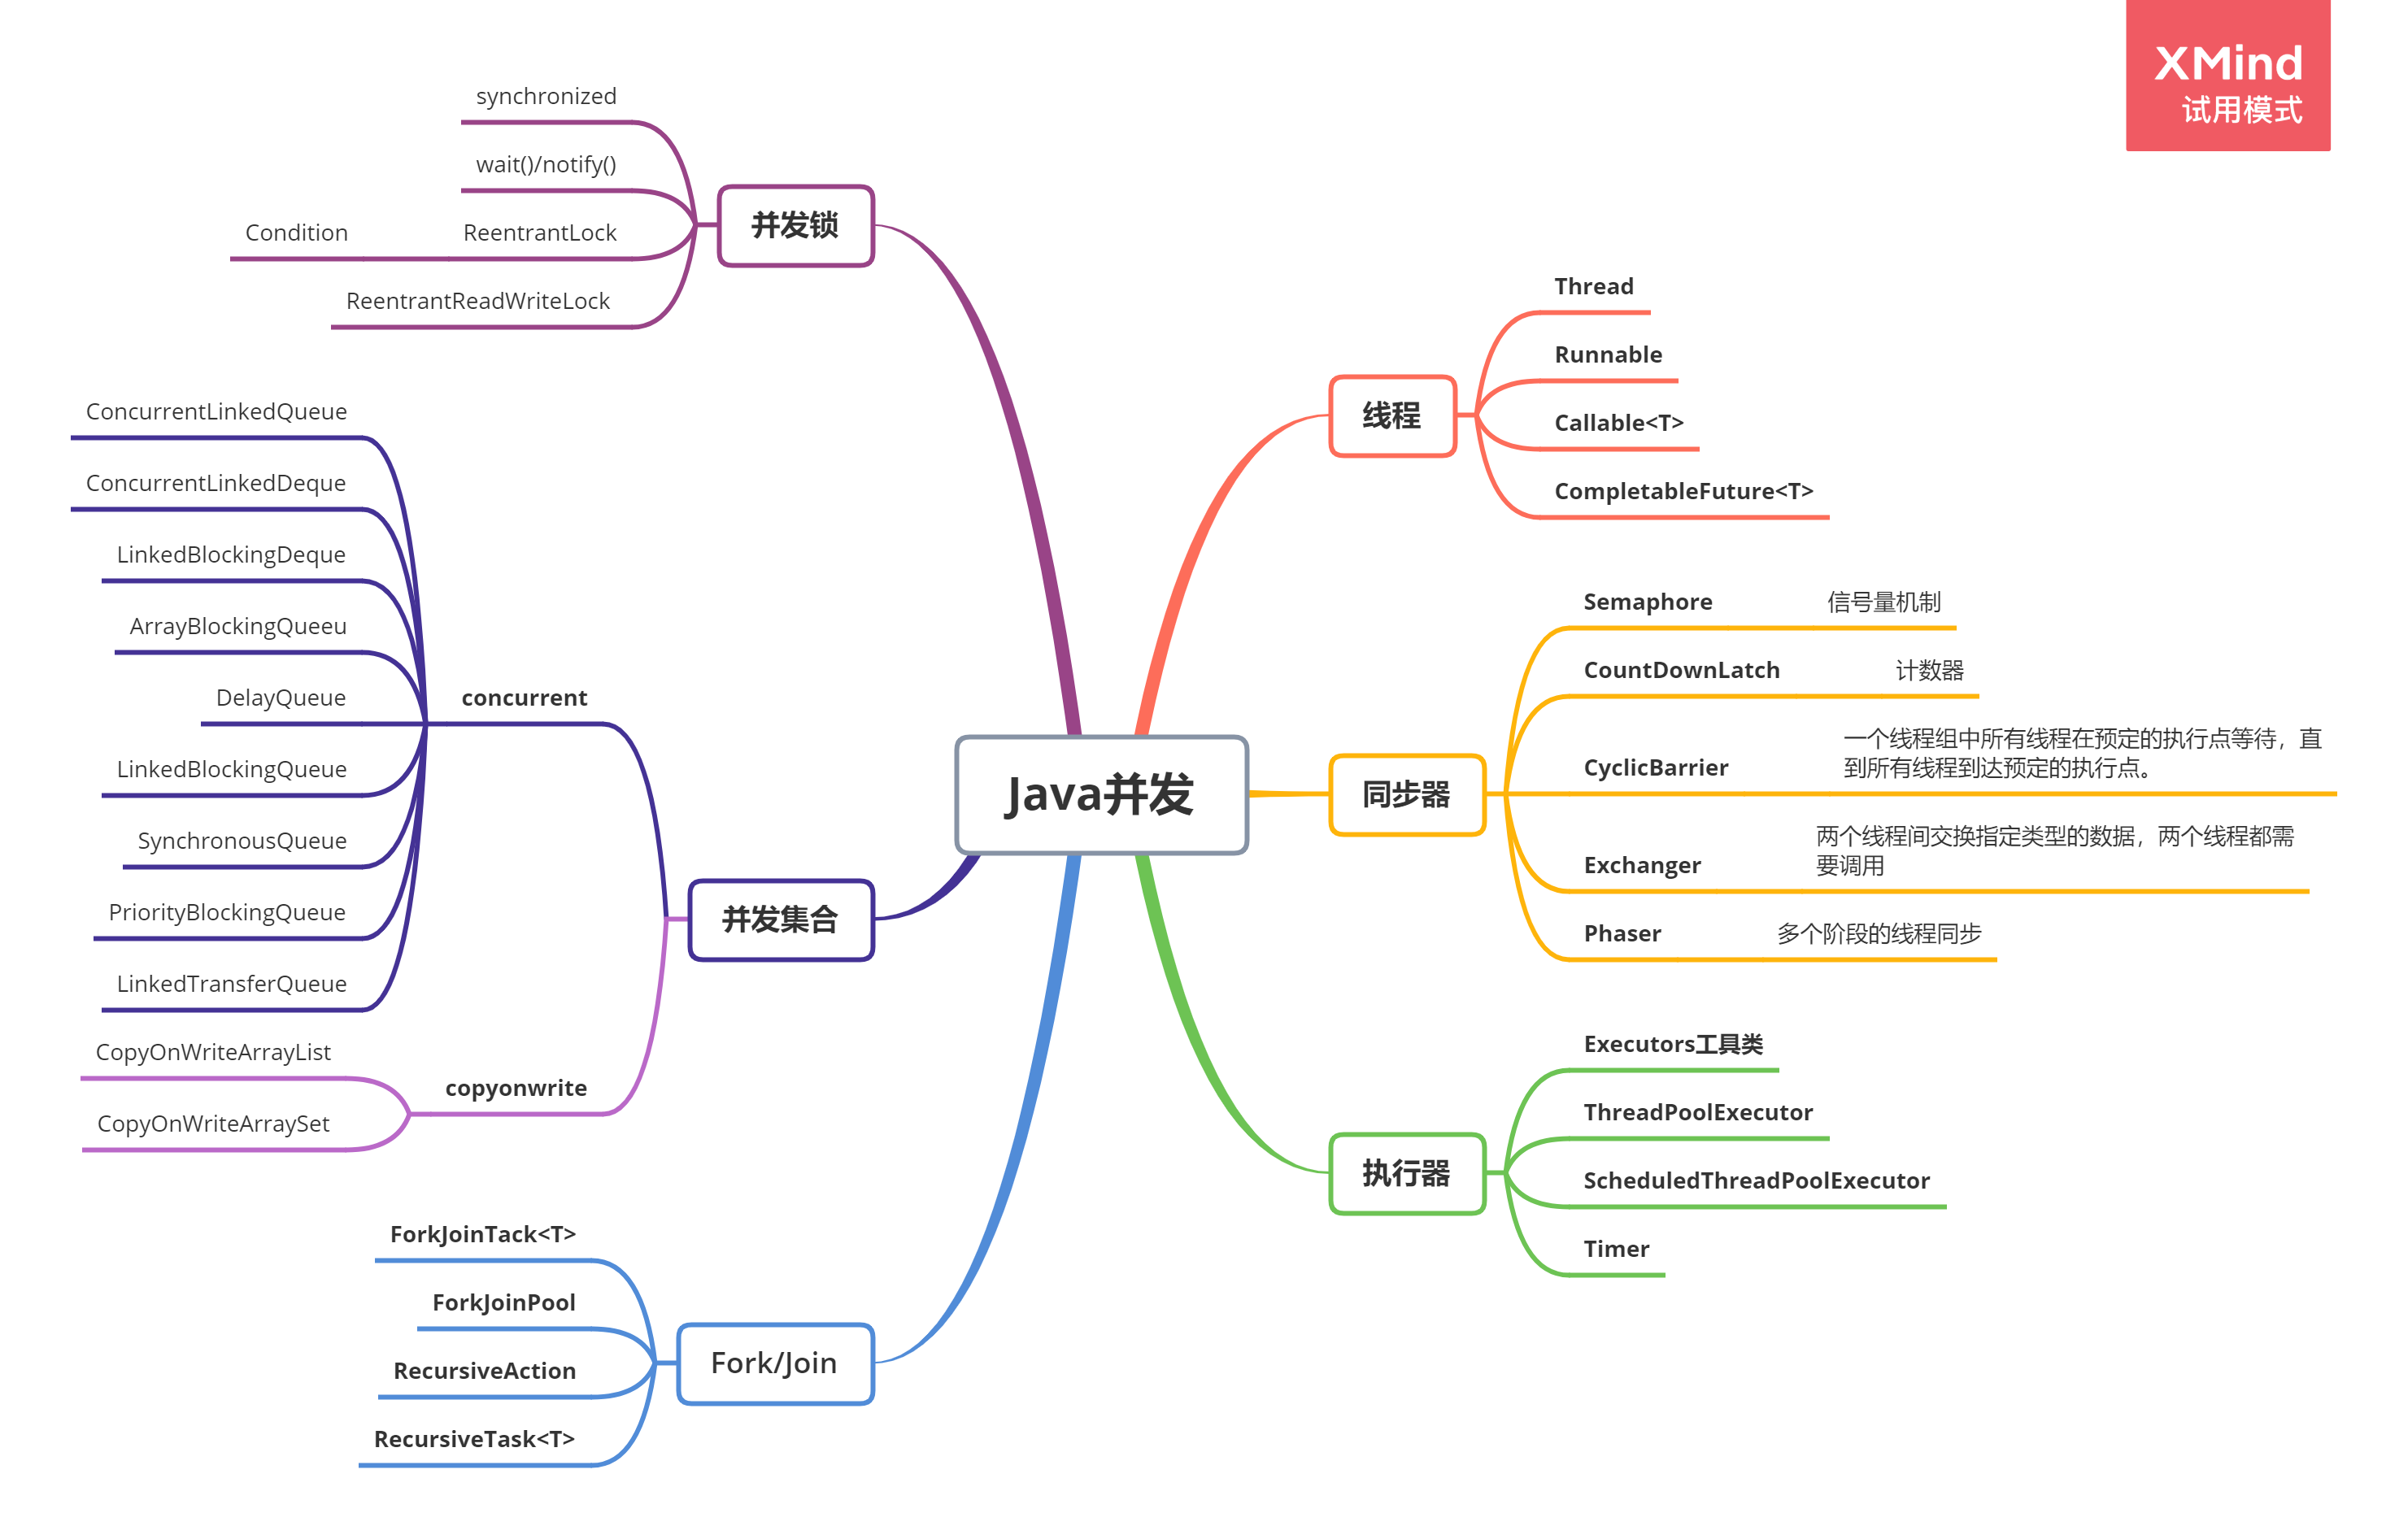 XMind
试用模式
Java并发
线程
Thread
Runnable
Callable<T>
CompletableFuture<T>
同步器
Semaphore
信号量机制
CountDownLatch
计数器
CyclicBarrier
一个线程组中所有线程在预定的执行点等待，直
到所有线程到达预定的执行点。
Exchanger
两个线程间交换指定类型的数据，两个线程都需
要调用
Phaser
多个阶段的线程同步
执行器
Executors工具类
ThreadPoolExecutor
ScheduledThreadPoolExecutor
Timer
并发锁
synchronized
wait()/notify()
ReentrantLock
Condition
ReentrantReadWriteLock
并发集合
concurrent
ConcurrentLinkedQueue
ConcurrentLinkedDeque
LinkedBlockingDeque
ArrayBlockingQueeu
DelayQueue
LinkedBlockingQueue
SynchronousQueue
PriorityBlockingQueue
LinkedTransferQueue
copyonwrite
CopyOnWriteArrayList
CopyOnWriteArraySet
Fork/Join
ForkJoinTack<T>
ForkJoinPool
RecursiveAction
RecursiveTask<T>